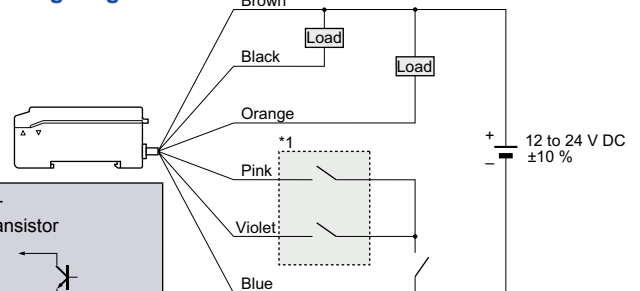 Brown
Load
Black
Load
Orange
*1
+
12 to 24 V DC
–
±10 %
Pink
Violet
Blue